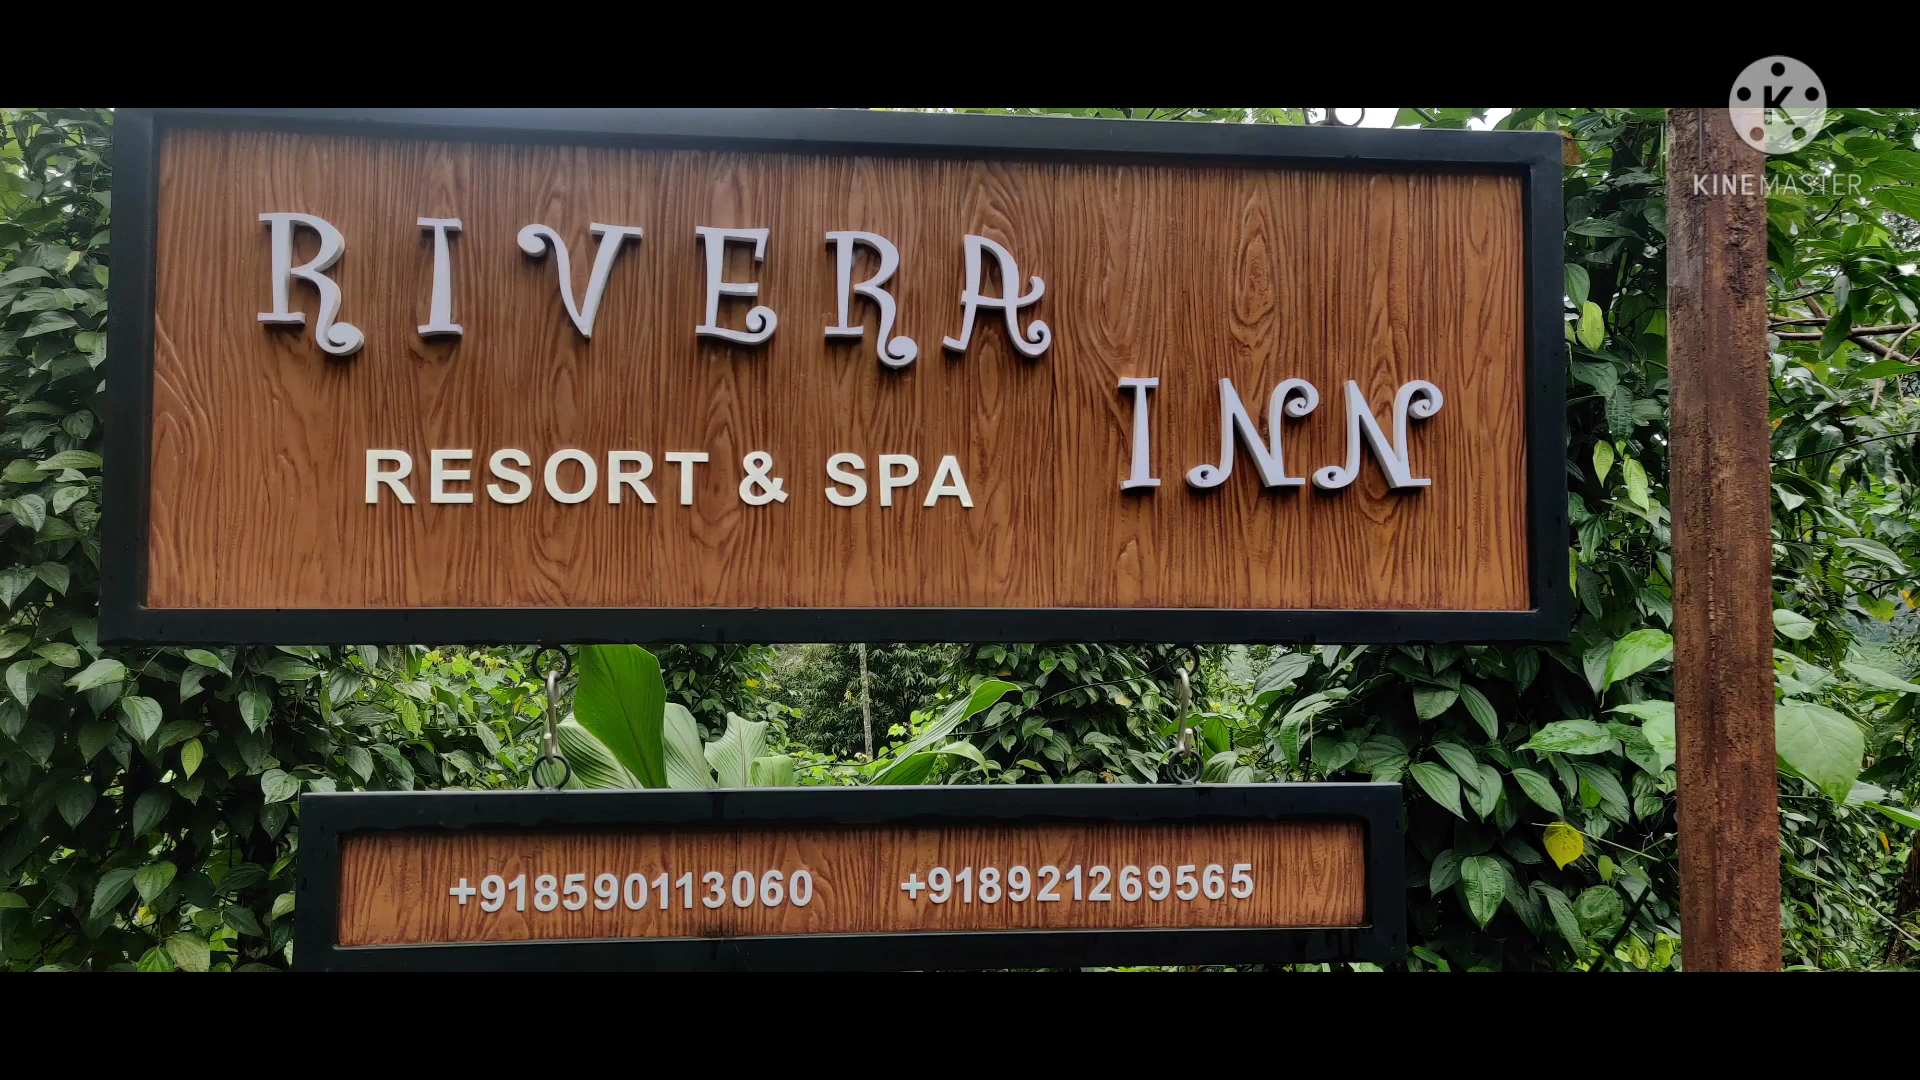 K
KINEMASTER
RIVERA
INN
RESORT & SPA
+918590113060 +918921269565